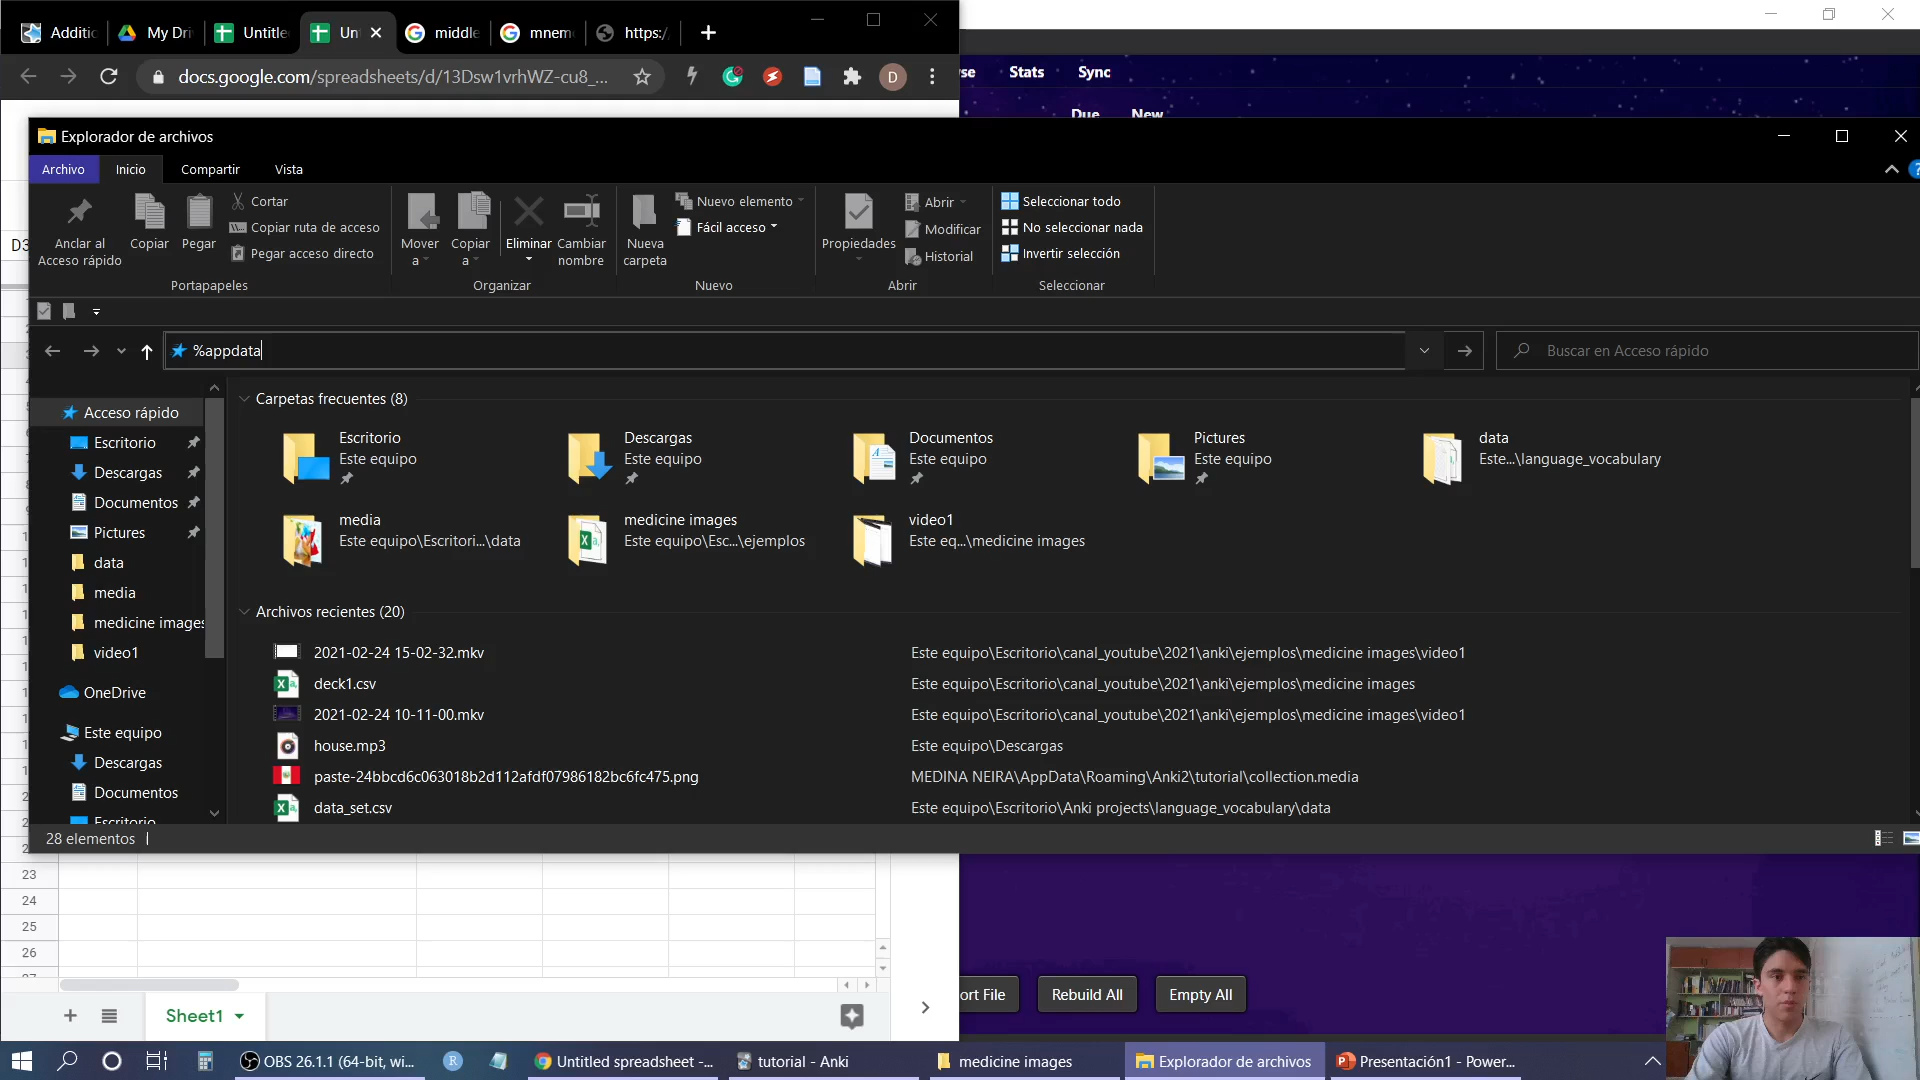 Additic
My Dri
Untitle
Un
middle
mnem
https:/
docs.google.com/spreadsheets/d/13Dsw1vrhWZ-cu8_...
D
Stats
Sync
Due
New
Explorador de archivos
Archivo
Inicio
Compartir
Vista
Anclar al
Acceso rápido
Copiar
Pegar
Cortar
Copiar ruta de acceso
Pegar acceso directo
Portapapeles
Mover
a
Copiar
a
Eliminar
Cambiar
nombre
Organizar
Nueva
carpeta
Nuevo elemento
Fácil acceso
Nuevo
Propiedades
Abrir
Modificar
Historial
Abrir
Seleccionar todo
No seleccionar nada
Invertir selección
Seleccionar
D3
%appdata
Buscar en Acceso rápido
Acceso rápido
Escritorio
Descargas
Documentos
Pictures
data
media
medicine images
video1
OneDrive
Este equipo
Descargas
Documentos
Escritorio
Carpetas frecuentes (8)
Escritorio
Este equipo
Descargas
Este equipo
Documentos
Este equipo
Pictures
Este equipo
data
Este...\language_vocabulary
media
Este equipo\Escritori...\data
medicine images
Este equipo\Esc...\ejemplos
video1
Este eq...\medicine images
Archivos recientes (20)
2021-02-24 15-02-32.mkv Este equipo\Escritorio\canal_youtube\2021\anki\ejemplos\medicine images\video1
deck1.csv Este equipo\Escritorio\canal_youtube\2021\anki\ejemplos\medicine images
2021-02-24 10-11-00.mkv Este equipo\Escritorio\canal_youtube\2021\anki\ejemplos\medicine images\video1
house.mp3 Este equipo\Descargas
paste-24bbcd6c063018b2d112afdf07986182bc6fc475.png MEDINA NEIRA\AppData\Roaming\Anki2\tutorial\collection.media
data_set.csv Este equipo\Escritorio\Anki projects\language_vocabulary\data
28 elementos
23
24
25
26
Sheet1
ort File
Rebuild All
Empty All
OBS 26.1.1 (64-bit, wi...
Untitled spreadsheet -...
tutorial - Anki
medicine images
Explorador de archivos
Presentación1 - Power...